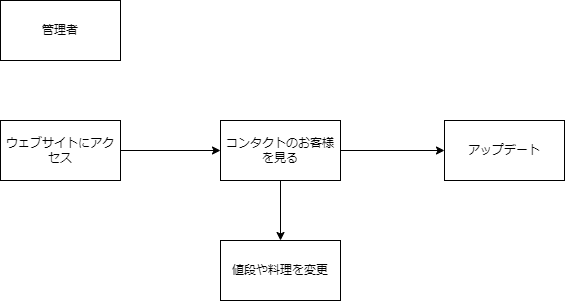 管理者
ウェブサイトにアク
セス
コンタクトのお客様
を見る
アップデート
値段や料理を変更